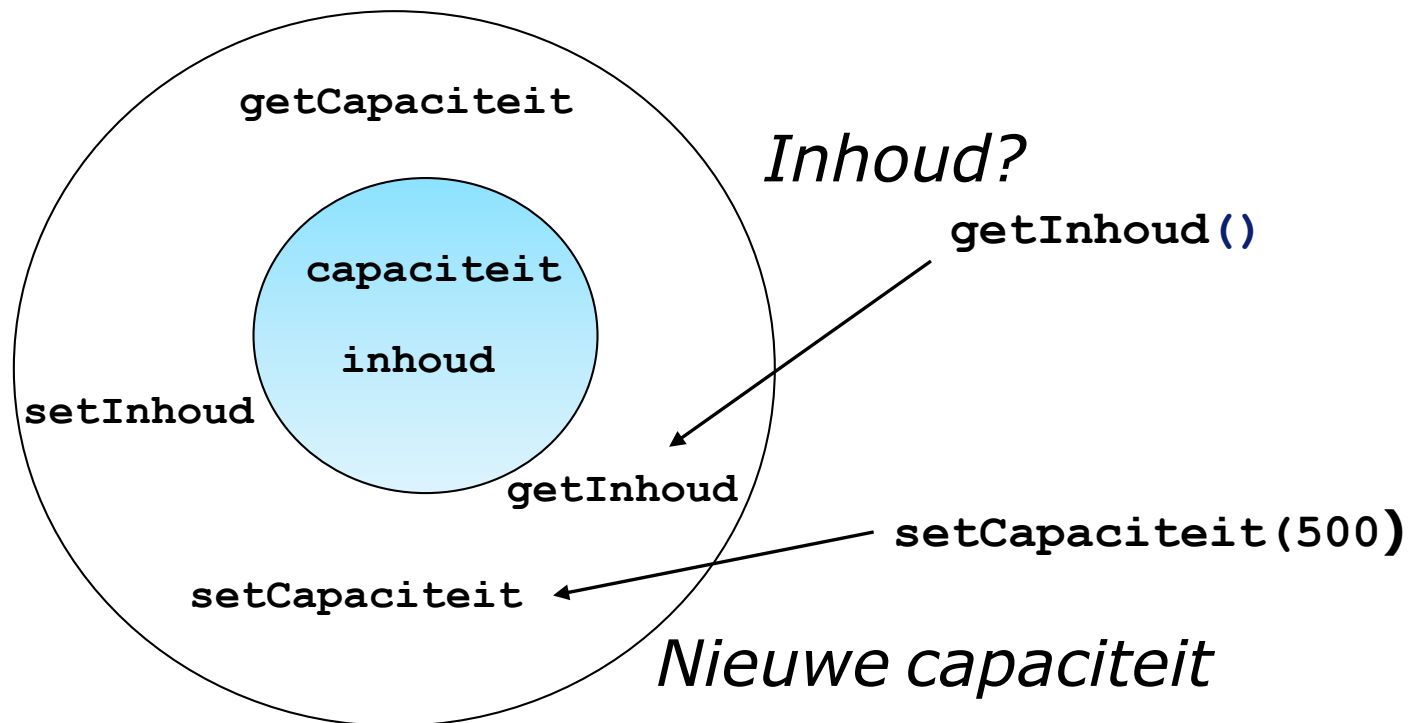 getCapaciteit
Inhoud?
getInhoud()
capaciteit
inhoud
setInhoud
getInhoud
setCapaciteit(500)
setCapaciteit
Nieuwe capaciteit